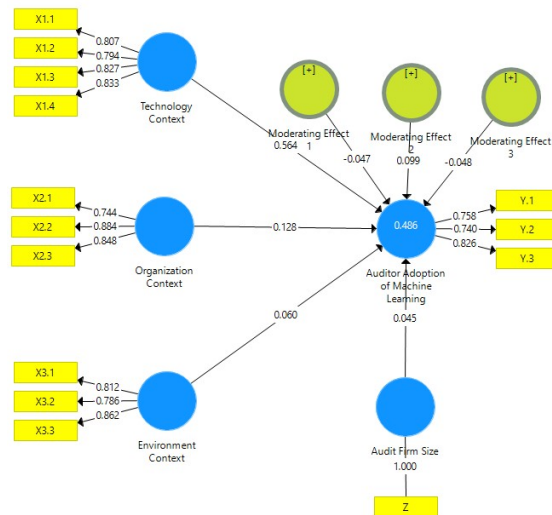 X1.1
0.807
X1.2
0.794
X1.3
0.827
X1.4
0.833
Technology
Context
0.564
[+]
Moderating Effect
1
-0.047
[+]
Moderating Effect
2
0.099
[+]
Moderating Effect
3
-0.048
X2.1
0.744
X2.2
0.884
X2.3
0.848
Organization
Context
0.128
0.486
Auditor Adoption
of Machine
Learning
0.758
Y.1
0.740
Y.2
0.826
Y.3
0.060
0.045
X3.1
0.812
X3.2
0.786
X3.3
0.862
Environment
Context
Audit Firm Size
1.000
Z